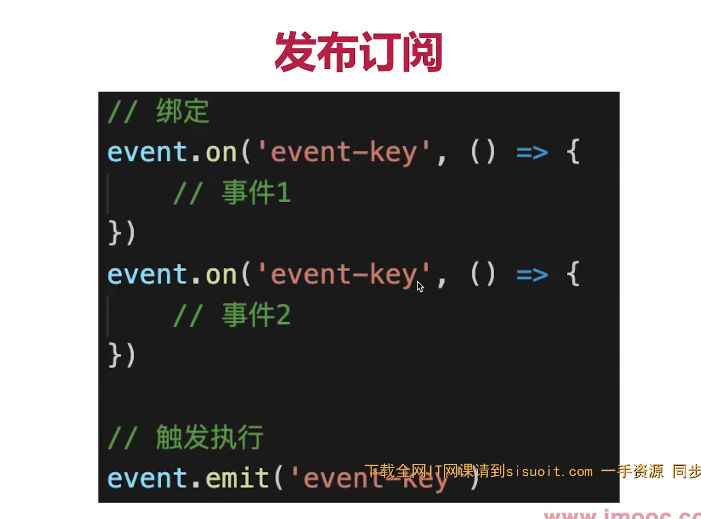 发布订阅
// 绑定
event.on('event-key', () => {
// 事件1
})
event.on('event-key', () => {
// 事件2
})
// 触发执行
event.emit('event-key')
下载全网IT网课请到sisuoit.com 一手资源 同步
www.imooc.co